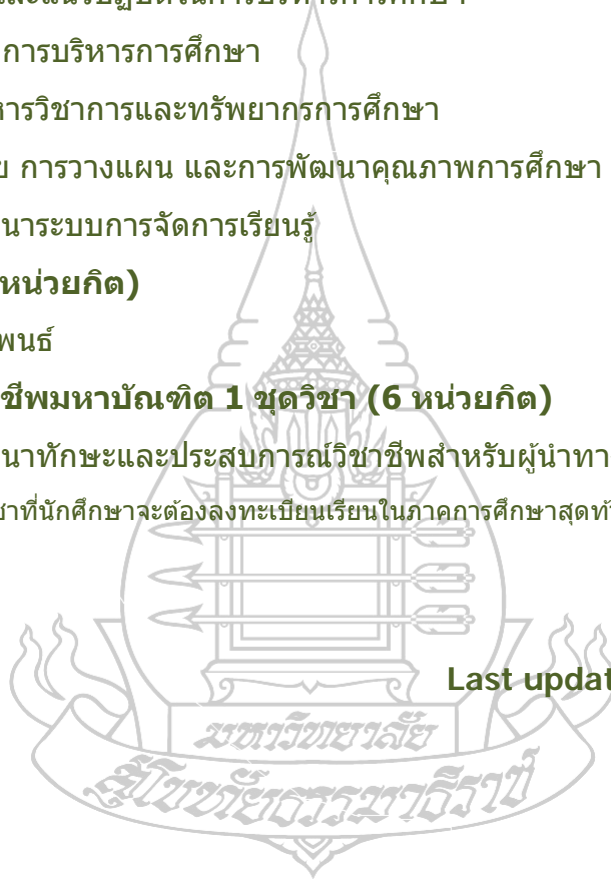 การบริหารการศึกษา
หารวิชาการและทรัพยากรการศึกษา
การวางแผน และการพัฒนาคุณภาพการศึกษา
นาระบบการจัดการเรียนรู้
หน่วยกิต)
พนธ์
ชีพมหาบัณฑิต 1 ชุดวิชา (6 หน่วยกิต)
นาทักษะและประสบการณ์วิชาชีพสำหรับผู้นำทา
ชาที่นักศึกษาจะต้องลงทะเบียนเรียนในภาคการศึกษาสุดท้
Last updat
มหาวิทยาลัย
สุโขทัยธรรมาธิราช